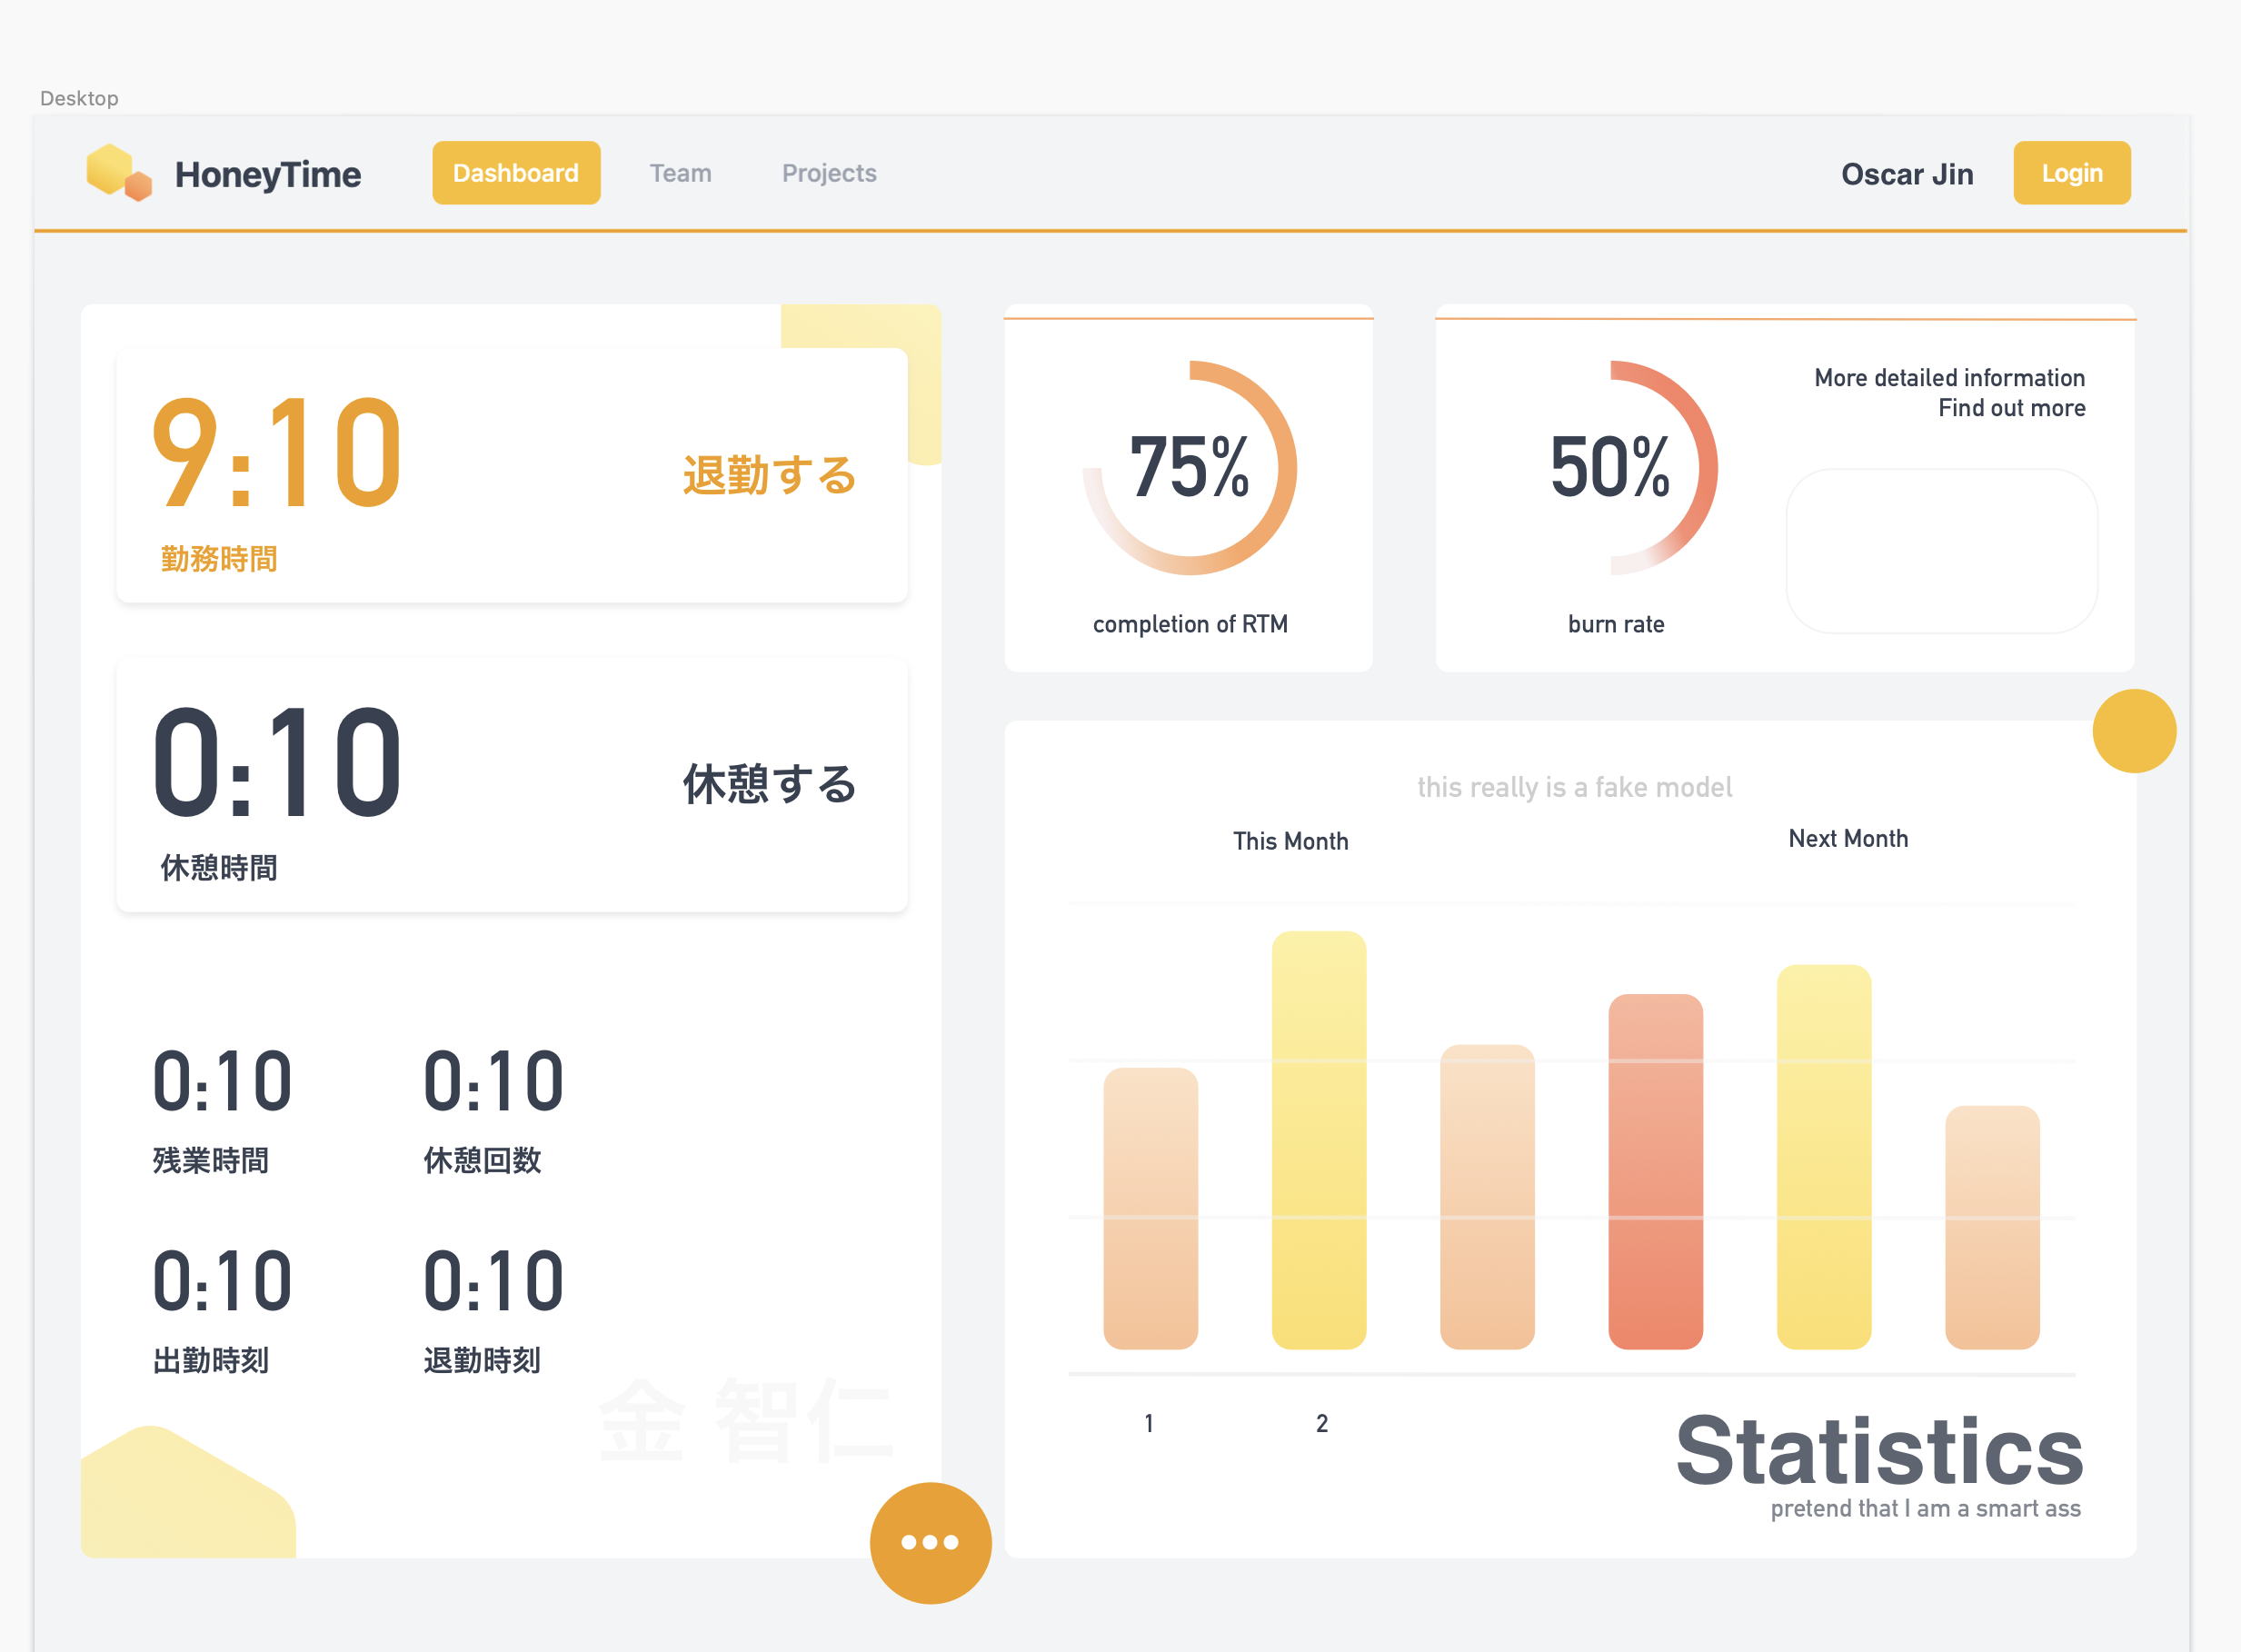 Desktop
HoneyTime
Dashboard
Team
Projects
Oscar Jin
Login
9:10
退勤する
勤務時間
0:10
休憩する
休憩時間
0:10
0:10
残業時間
休憩回数
0:10
0:10
出勤時刻
退勤時刻
金 智仁
75%
completion of RTM
50%
burn rate
More detailed information
Find out more
this really is a fake model
This Month
Next Month
1
2
Statistics
pretend that I am a smart ass